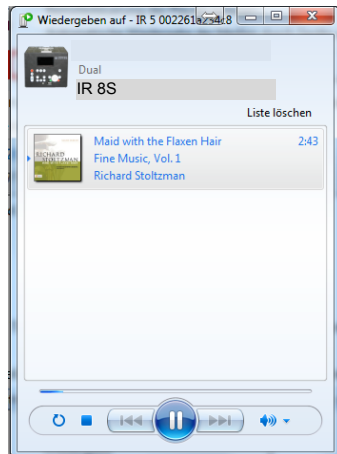 Wiedergeben auf - IR 5 002261a254c8
Dual
IR 8S
Liste löschen
Maid with the Flaxen Hair 2:43
Fine Music, Vol. 1
Richard Stoltzman
RICHARD
STOLTZMAN